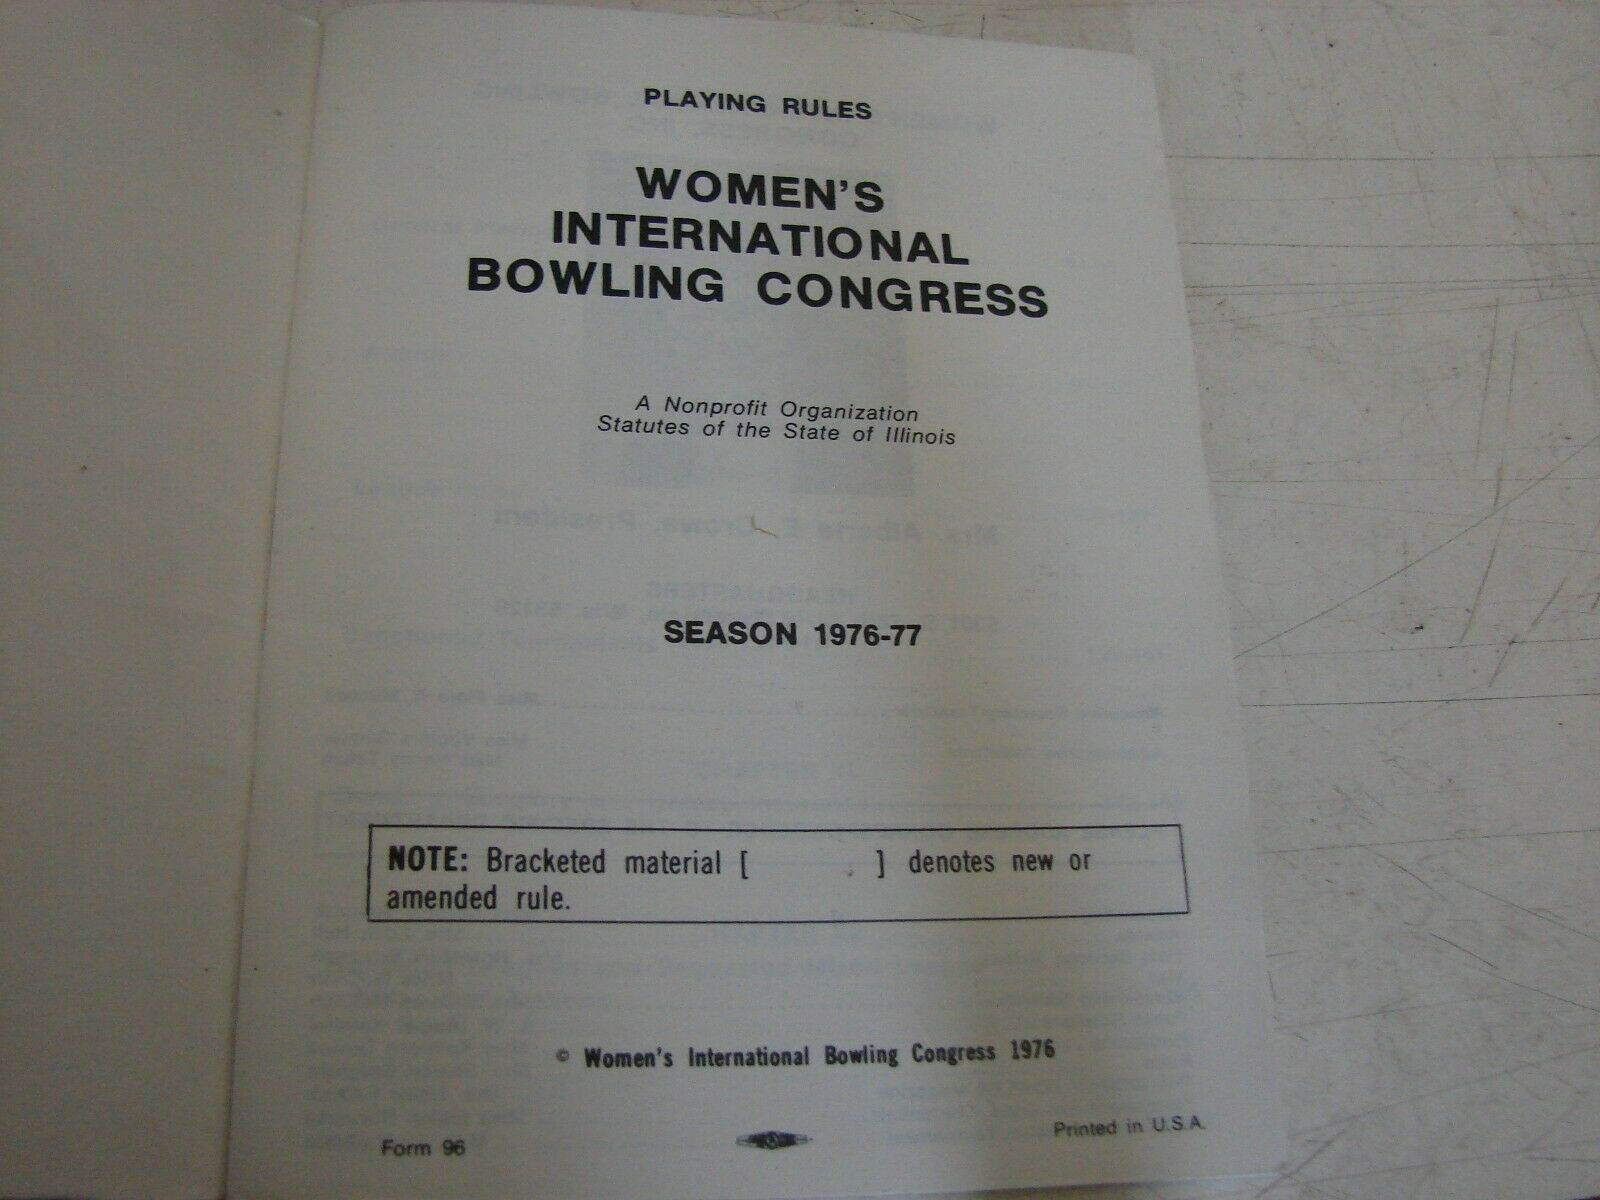 PLAYING RULES
WOMEN'S
INTERNATIONAL
BOWLING CONGRESS
A Nonprofit Organization
Statutes of the State of Illinois
SEASON 1976-77
NOTE: Bracketed material [ ] denotes new or
amended rule.
© Women's International Bowling Congress 1976
Form 96
Printed in U.S.A.